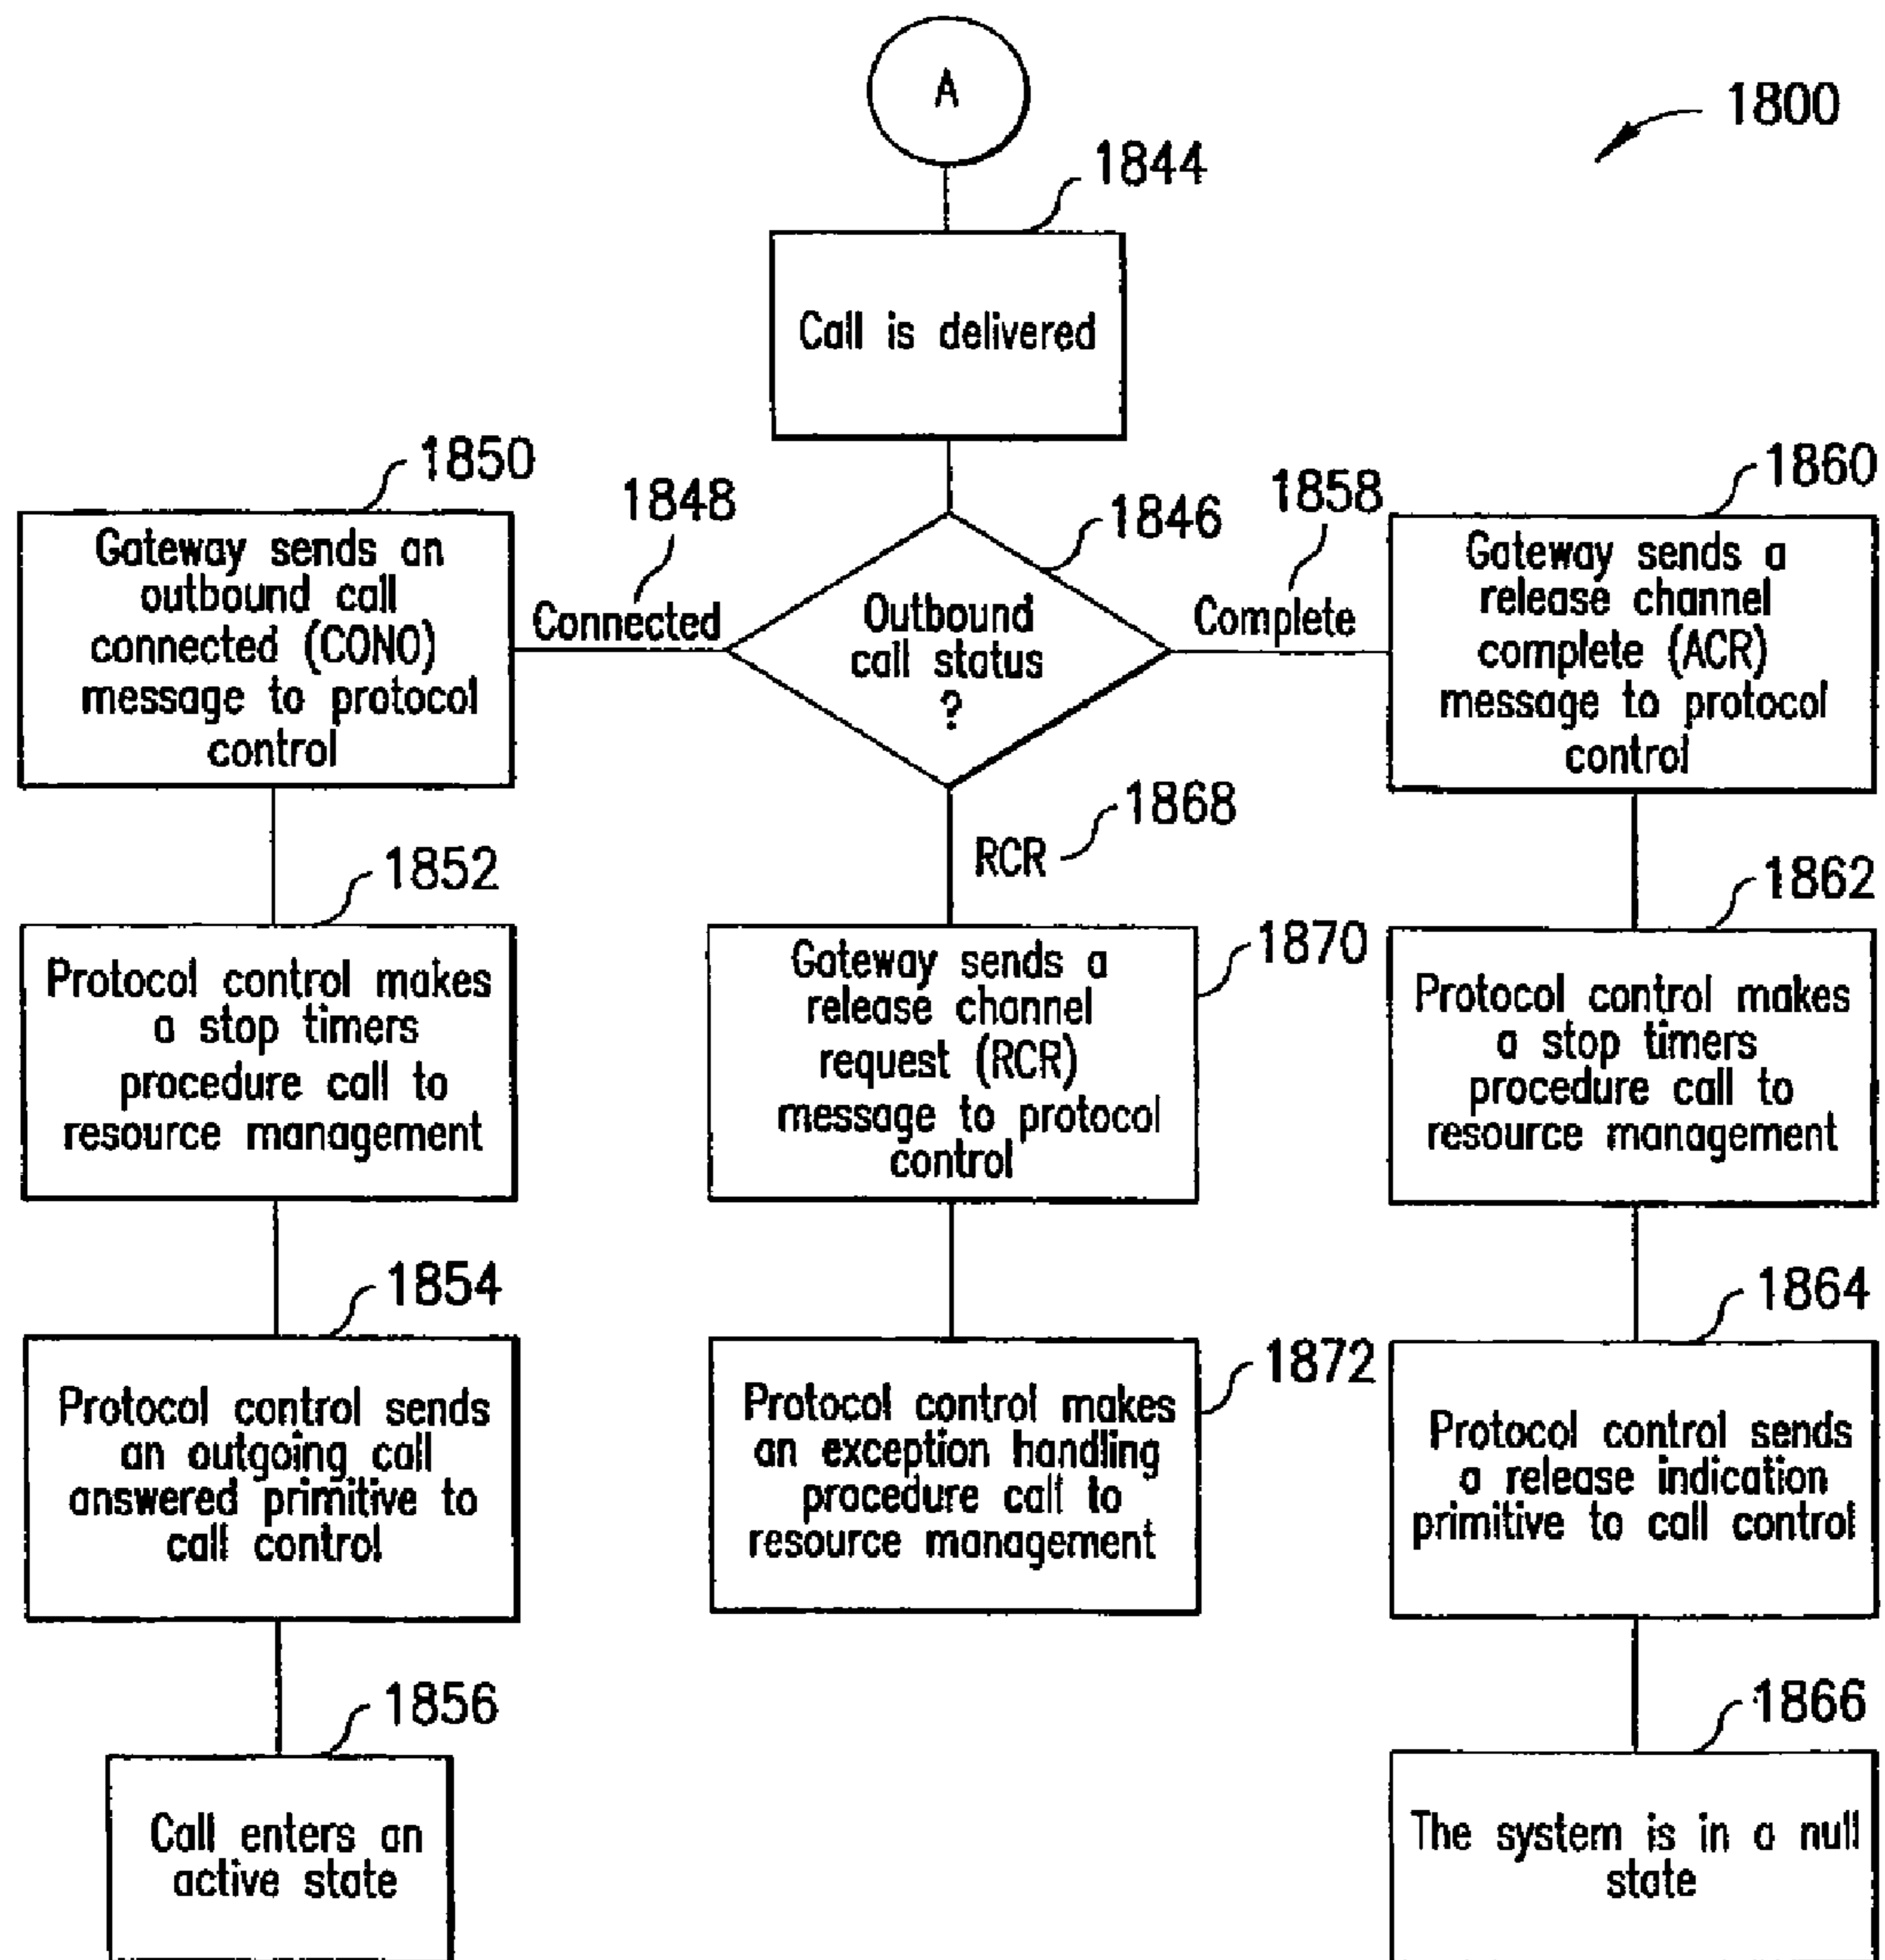 A
1800
1844
Call is delivered
1850
Gateway sends an
outbound call
connected (CONO)
message to protocol
control
1848
Connected
1846
Outbound
call status
?
1858
Complete
1860
Gateway sends a
release channel
complete (ACR)
message to protocol
control
1868
RCR
1852
Protocol control makes
a stop timers
procedure call to
resource management
1870
Gateway sends a
release channel
request (RCR)
message to protocol
control
1862
Protocol control makes
a stop timers
procedure call to
resource management
1854
Protocol control sends
an outgoing call
answered primitive to
call control
1872
Protocol control makes
an exception handling
procedure call to
resource management
1864
Protocol control sends
a release indication
primitive to call control
1856
Call enters an
active state
1866
The system is in a null
state